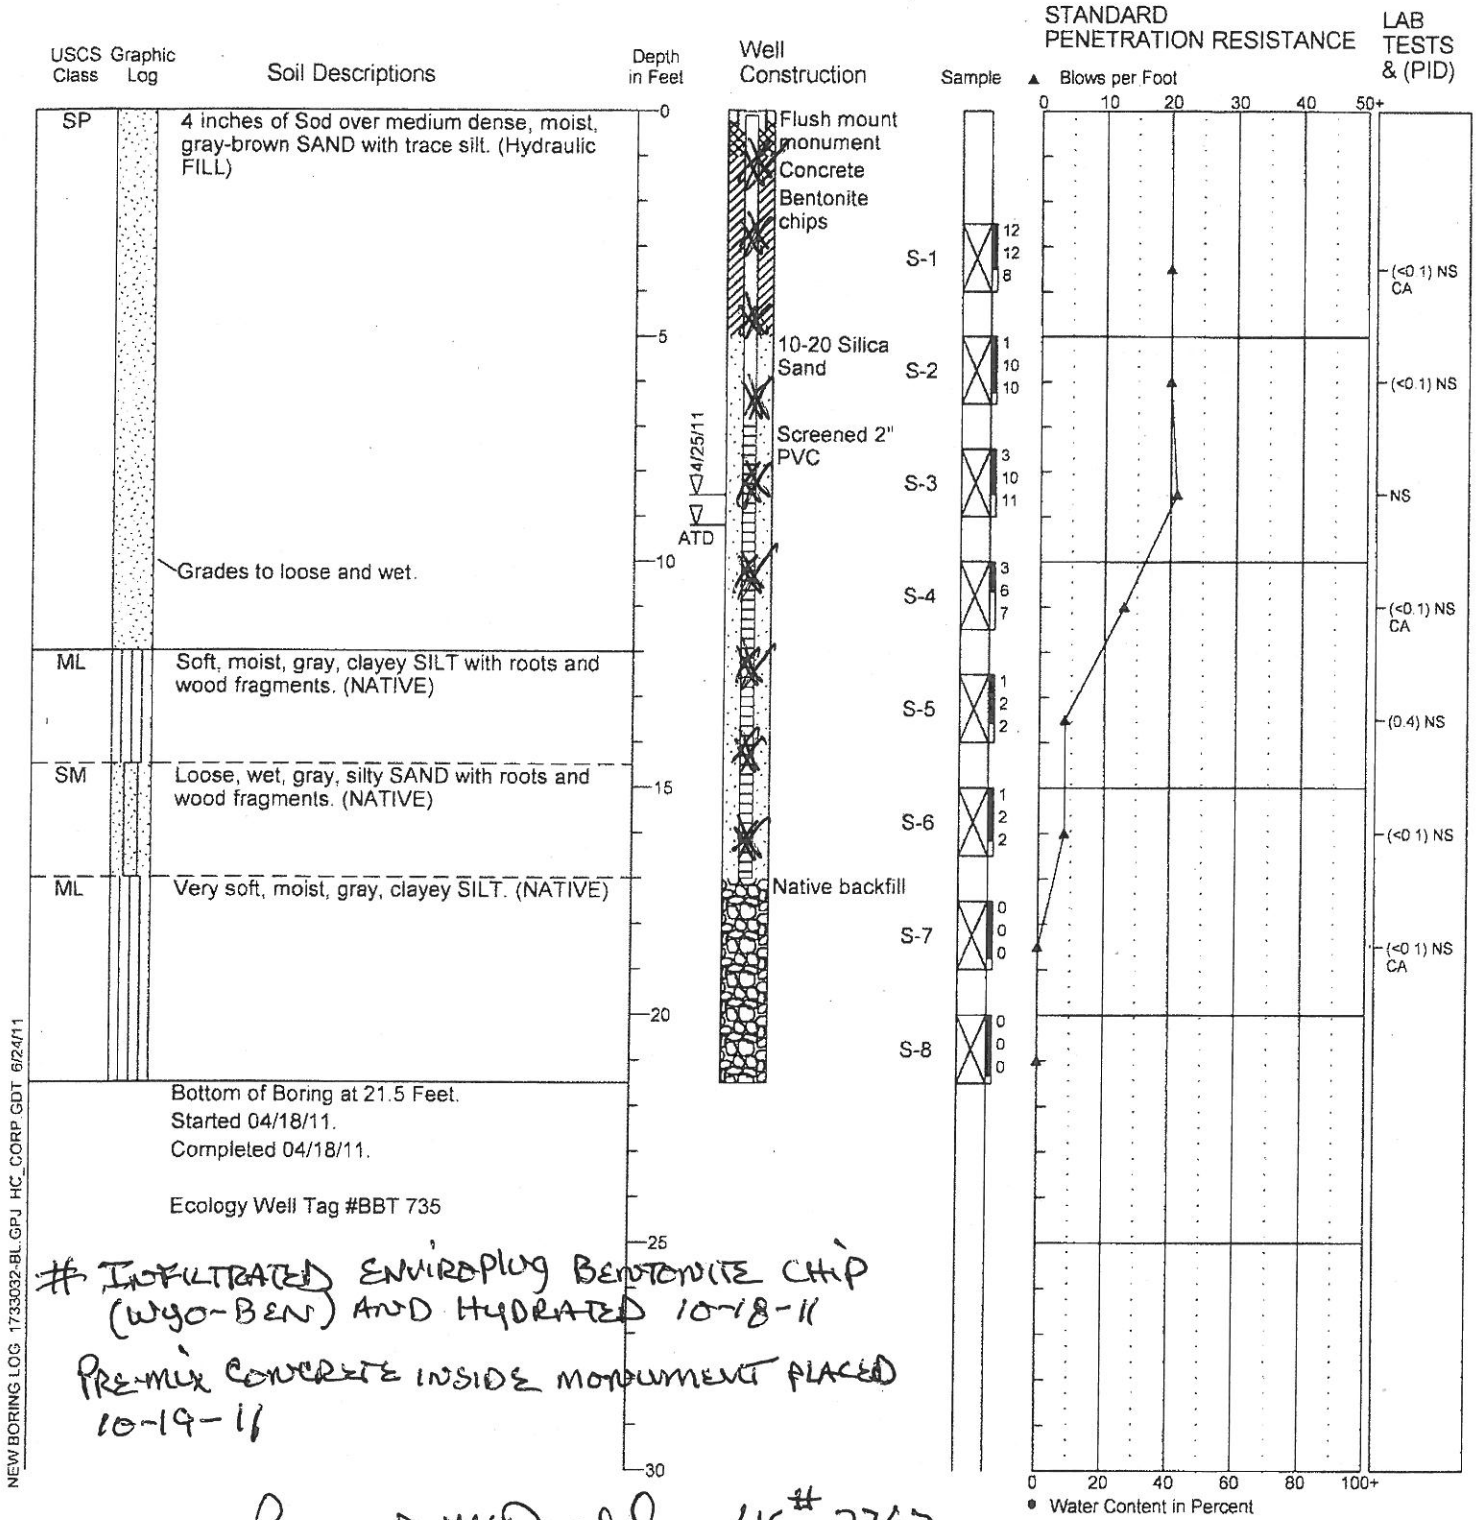 STANDARD
PENETRATION RESISTANCE
LAB
TESTS
& (PID)
USCS Graphic
Class Log
Soil Descriptions
Depth
in Feet
Well
Construction
Sample
▲ Blows per Foot
0 10 20 30 40 50+
SP
4 inches of Sod over medium dense, moist,
gray-brown SAND with trace silt. (Hydraulic
FILL)
0
Flush mount
monument
Concrete
Bentonite
chips
S-1
12
12
8
(<0.1) NS
CA
5
10-20 Silica
Sand
S-2
1
10
10
(<0.1) NS
4/25/11
Screened 2"
PVC
S-3
3
10
11
NS
ATD
10
Grades to loose and wet.
S-4
3
6
7
(<0.1) NS
CA
ML
Soft, moist, gray, clayey SILT with roots and
wood fragments. (NATIVE)
S-5
1
2
2
(0.4) NS
SM
Loose, wet, gray, silty SAND with roots and
wood fragments. (NATIVE)
15
S-6
1
2
2
(<0.1) NS
ML
Very soft, moist, gray, clayey SILT. (NATIVE)
Native backfill
S-7
0
0
0
(<0.1) NS
CA
20
S-8
0
0
0
Bottom of Boring at 21.5 Feet.
Started 04/18/11.
Completed 04/18/11.
Ecology Well Tag #BBT 735
25
# INFILTRATED ENVIROPLUG BENTONITE CHIP
(WYO-BEN) AND HYDRATED 10-18-11
PRE-MIX CONCRETE INSIDE MONUMENT PLACED
10-19-11
30
0 20 40 60 80 100+
● Water Content in Percent
NEW BORING LOG 1733032-BL.GPJ HC_CORP.GDT 6/24/11